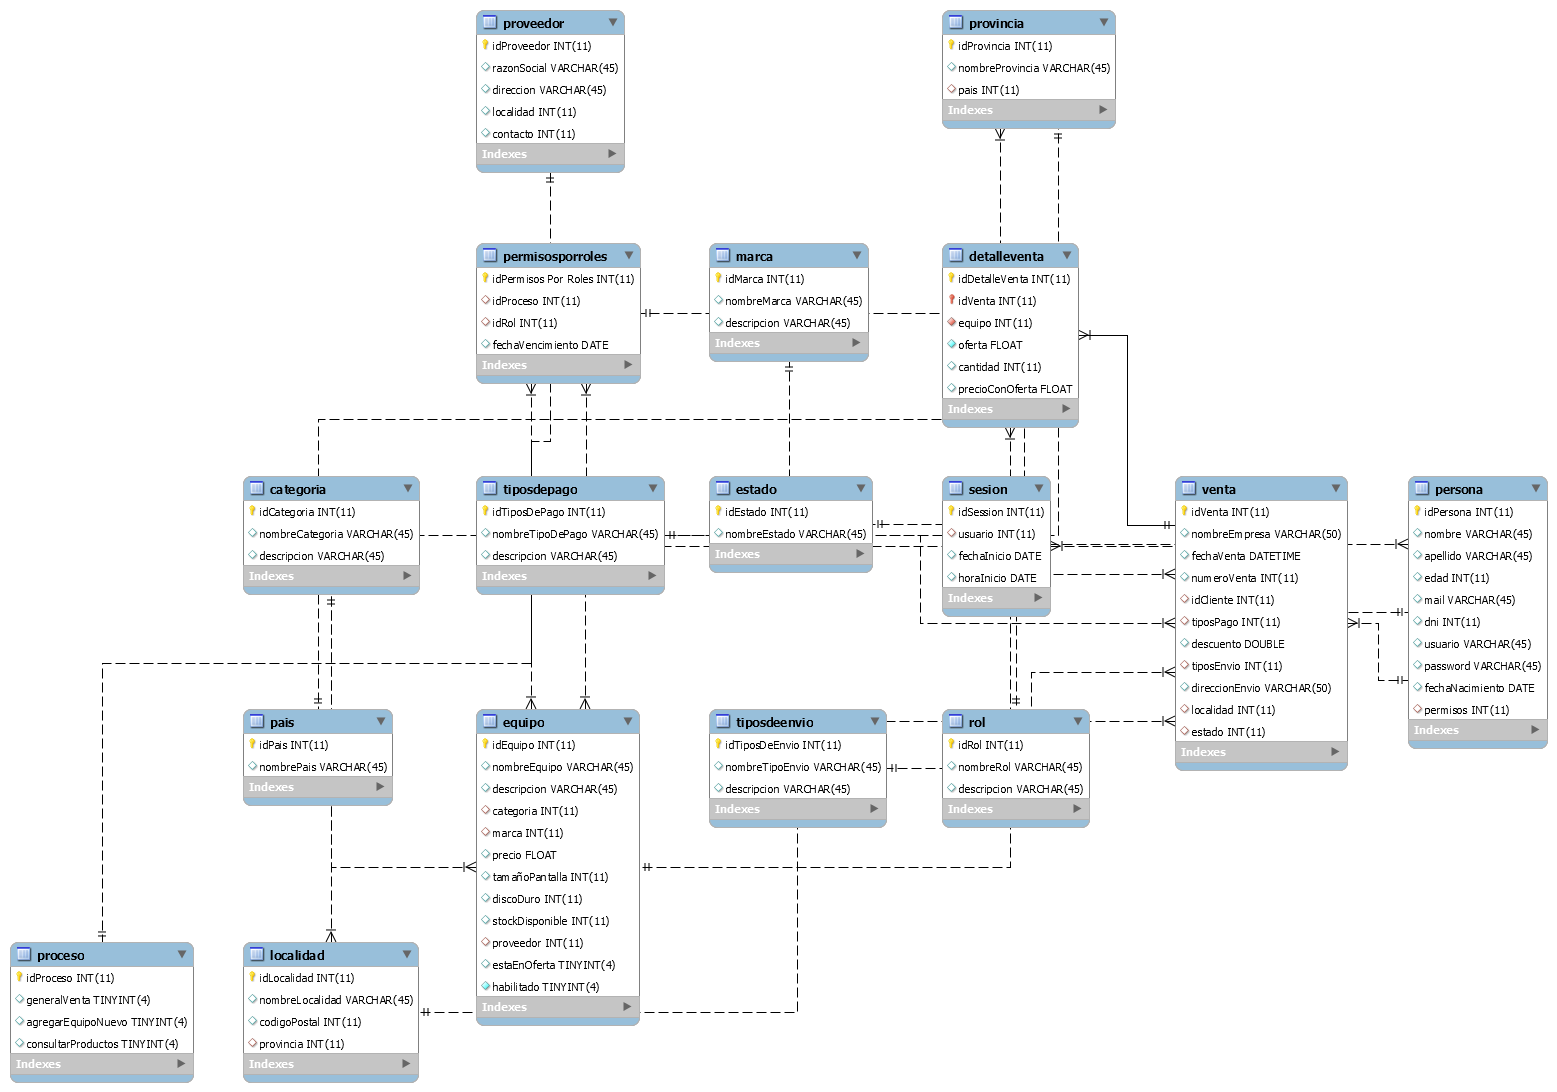 proveedor
idProveedor INT(11)
razonSocial VARCHAR(45)
direccion VARCHAR(45)
localidad INT(11)
contacto INT(11)
Indexes
provincia
idProvincia INT(11)
nombreProvincia VARCHAR(45)
pais INT(11)
Indexes
permisosporroles
idPermisos Por Roles INT(11)
idProceso INT(11)
idRol INT(11)
fechaVencimiento DATE
Indexes
marca
idMarca INT(11)
nombreMarca VARCHAR(45)
descripcion VARCHAR(45)
Indexes
detalleventa
idDetalleVenta INT(11)
idVenta INT(11)
equipo INT(11)
oferta FLOAT
cantidad INT(11)
precioConOferta FLOAT
Indexes
categoria
idCategoria INT(11)
nombreCategoria VARCHAR(45)
descripcion VARCHAR(45)
Indexes
tiposdepago
idTiposDePago INT(11)
nombreTipoDePago VARCHAR(45)
descripcion VARCHAR(45)
Indexes
estado
idEstado INT(11)
nombreEstado VARCHAR(45)
Indexes
sesion
idSession INT(11)
usuario INT(11)
fechaInicio DATE
horaInicio DATE
Indexes
venta
idVenta INT(11)
nombreEmpresa VARCHAR(50)
fechaVenta DATETIME
numeroVenta INT(11)
idCliente INT(11)
tiposPago INT(11)
descuento DOUBLE
tiposEnvio INT(11)
direccionEnvio VARCHAR(50)
localidad INT(11)
estado INT(11)
Indexes
persona
idPersona INT(11)
nombre VARCHAR(45)
apellido VARCHAR(45)
edad INT(11)
mail VARCHAR(45)
dni INT(11)
usuario VARCHAR(45)
password VARCHAR(45)
fechaNacimiento DATE
permisos INT(11)
Indexes
pais
idPais INT(11)
nombrePais VARCHAR(45)
Indexes
equipo
idEquipo INT(11)
nombreEquipo VARCHAR(45)
descripcion VARCHAR(45)
categoria INT(11)
marca INT(11)
precio FLOAT
tamañoPantalla INT(11)
discoDuro INT(11)
stockDisponible INT(11)
proveedor INT(11)
estaEnOferta TINYINT(4)
habilitado TINYINT(4)
Indexes
tiposdeenvio
idTiposDeEnvio INT(11)
nombreTipoEnvio VARCHAR(45)
descripcion VARCHAR(45)
Indexes
rol
idRol INT(11)
nombreRol VARCHAR(45)
descripcion VARCHAR(45)
Indexes
proceso
idProceso INT(11)
generalVenta TINYINT(4)
agregarEquipoNuevo TINYINT(4)
consultarProductos TINYINT(4)
Indexes
localidad
idLocalidad INT(11)
nombreLocalidad VARCHAR(45)
codigoPostal INT(11)
provincia INT(11)
Indexes